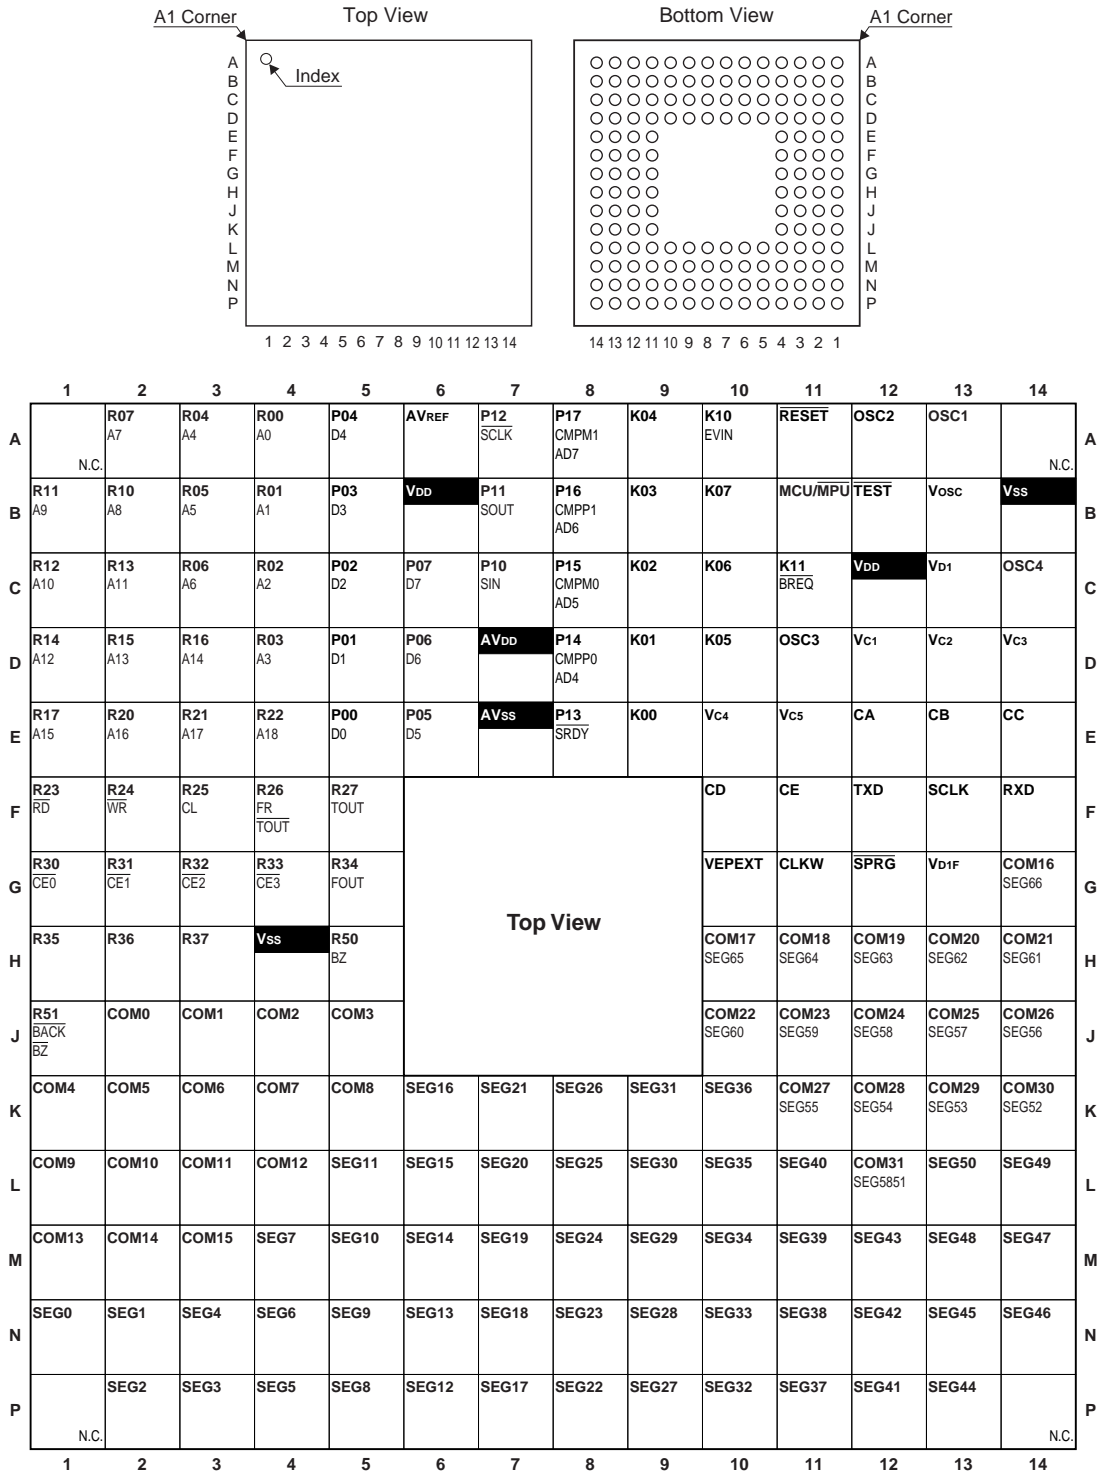 A1 Corner Top View Bottom View A1 Corner
Index
A A A
B B B
C C C
D D D
E E E
F F F
G G G
H H H
J J J
K K J
L L L
M M M
N N N
P P P
1 2 3 4 5 6 7 8 9 10 11 12 13 14 14 13 12 11 10 9 8 7 6 5 4 3 2 1
1 2 3 4 5 6 7 8 9 10 11 12 13 14
R07 R04 R00 P04 AVREF P12 P17 K04 K10 RESET OSC2 OSC1
A7 A4 A0 D4 SCLK CMPM1 EVIN
A AD7 A
N.C. N.C.
R11 R10 R05 R01 P03 VDD P11 P16 K03 K07 MCU/MPU TEST VOSC VSS
A9 A8 A5 A1 D3 SOUT CMPP1
B AD6 B
R12 R13 R06 R02 P02 P07 P10 P15 K02 K06 K11 VDD VD1 OSC4
A10 A11 A6 A2 D2 D7 SIN CMPM0 BREQ
C AD5 C
R14 R15 R16 R03 P01 P06 AVDD P14 K01 K05 OSC3 VC1 VC2 VC3
A12 A13 A14 A3 D1 D6 CMPP0
D AD4 D
R17 R20 R21 R22 P00 P05 AVSS P13 K00 VC4 VC5 CA CB CC
A15 A16 A17 A18 D0 D5 SRDY
E E
R23 R24 R25 R26 R27 CD CE TXD SCLK RXD
RD WR CL FR TOUT
F TOUT F
R30 R31 R32 R33 R34 VEPEXT CLKW SPRG VD1F COM16
CE0 CE1 CE2 CE3 FOUT SEG66
G G
Top View
R35 R36 R37 VSS R50 COM17 COM18 COM19 COM20 COM21
BZ SEG65 SEG64 SEG63 SEG62 SEG61
H H
R51 COM0 COM1 COM2 COM3 COM22 COM23 COM24 COM25 COM26
BACK SEG60 SEG59 SEG58 SEG57 SEG56
J BZ J
COM4 COM5 COM6 COM7 COM8 SEG16 SEG21 SEG26 SEG31 SEG36 COM27 COM28 COM29 COM30
SEG55 SEG54 SEG53 SEG52
K K
COM9 COM10 COM11 COM12 SEG11 SEG15 SEG20 SEG25 SEG30 SEG35 SEG40 COM31 SEG50 SEG49
SEG5851
L L
COM13 COM14 COM15 SEG7 SEG10 SEG14 SEG19 SEG24 SEG29 SEG34 SEG39 SEG43 SEG48 SEG47
M M
SEG0 SEG1 SEG4 SEG6 SEG9 SEG13 SEG18 SEG23 SEG28 SEG33 SEG38 SEG42 SEG45 SEG46
N N
SEG2 SEG3 SEG5 SEG8 SEG12 SEG17 SEG22 SEG27 SEG32 SEG37 SEG41 SEG44
P P
N.C. N.C.
1 2 3 4 5 6 7 8 9 10 11 12 13 14